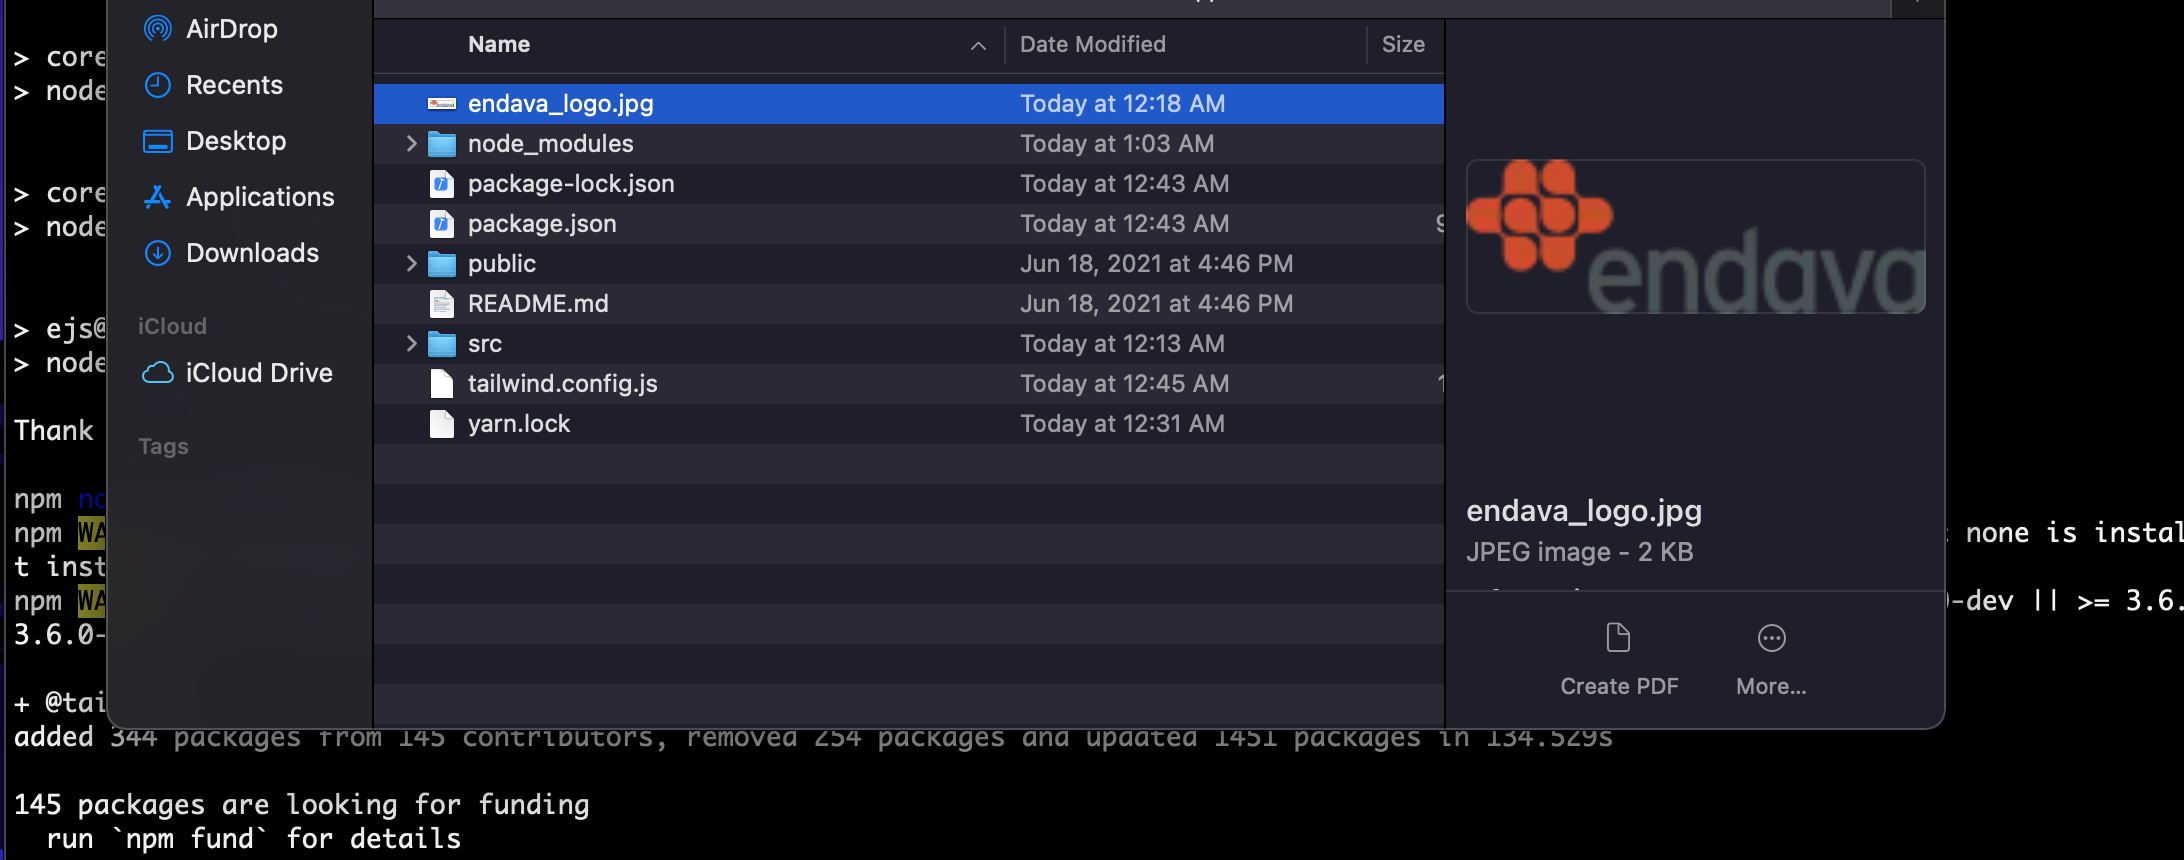 AirDrop
Recents
Desktop
Applications
Downloads
iCloud
iCloud Drive
Tags
Name Date Modified Size
endava_logo.jpg Today at 12:18 AM
node_modules Today at 1:03 AM
package-lock.json Today at 12:43 AM
package.json Today at 12:43 AM
public Jun 18, 2021 at 4:46 PM
README.md Jun 18, 2021 at 4:46 PM
src Today at 12:13 AM
tailwind.config.js Today at 12:45 AM
yarn.lock Today at 12:31 AM
endava
endava_logo.jpg
JPEG image - 2 KB
Create PDF More...
> core
> node
> core
> node
> ejs@
> node
Thank
npm
npm WA none is instal
t inst
npm WA -dev || >= 3.6.
3.6.0-
+ @tai
added 344 packages from 145 contributors, removed 254 packages and updated 1451 packages in 134.529s
145 packages are looking for funding
run `npm fund` for details